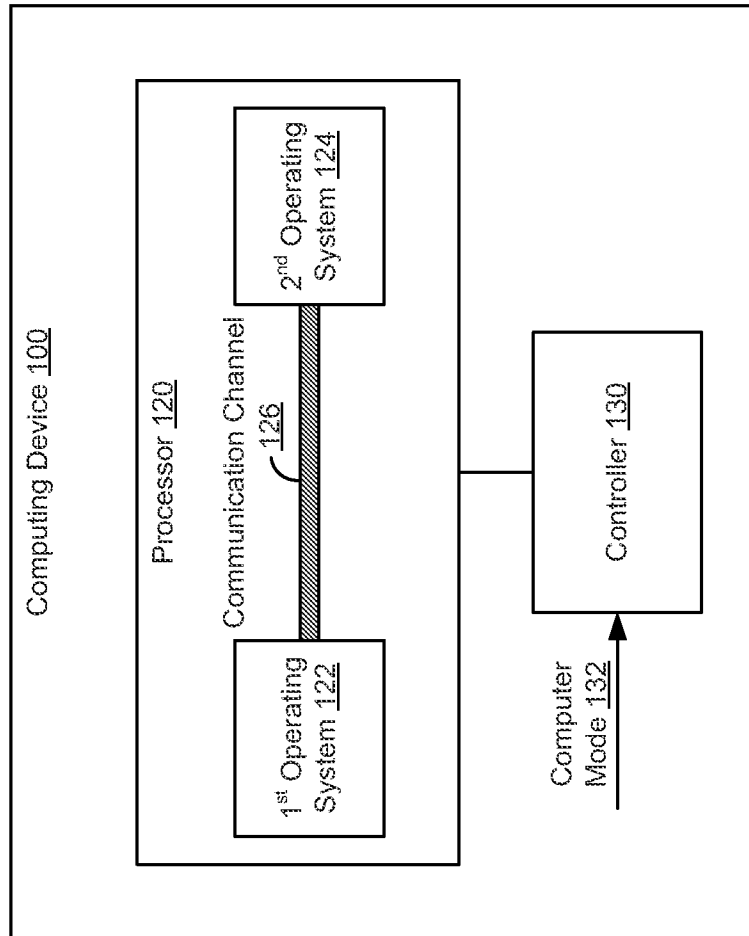 Computing Device 100
Processor 120
Communication Channel
126
1st Operating
System 122
2nd Operating
System 124
Computer
Mode 132
Controller 130